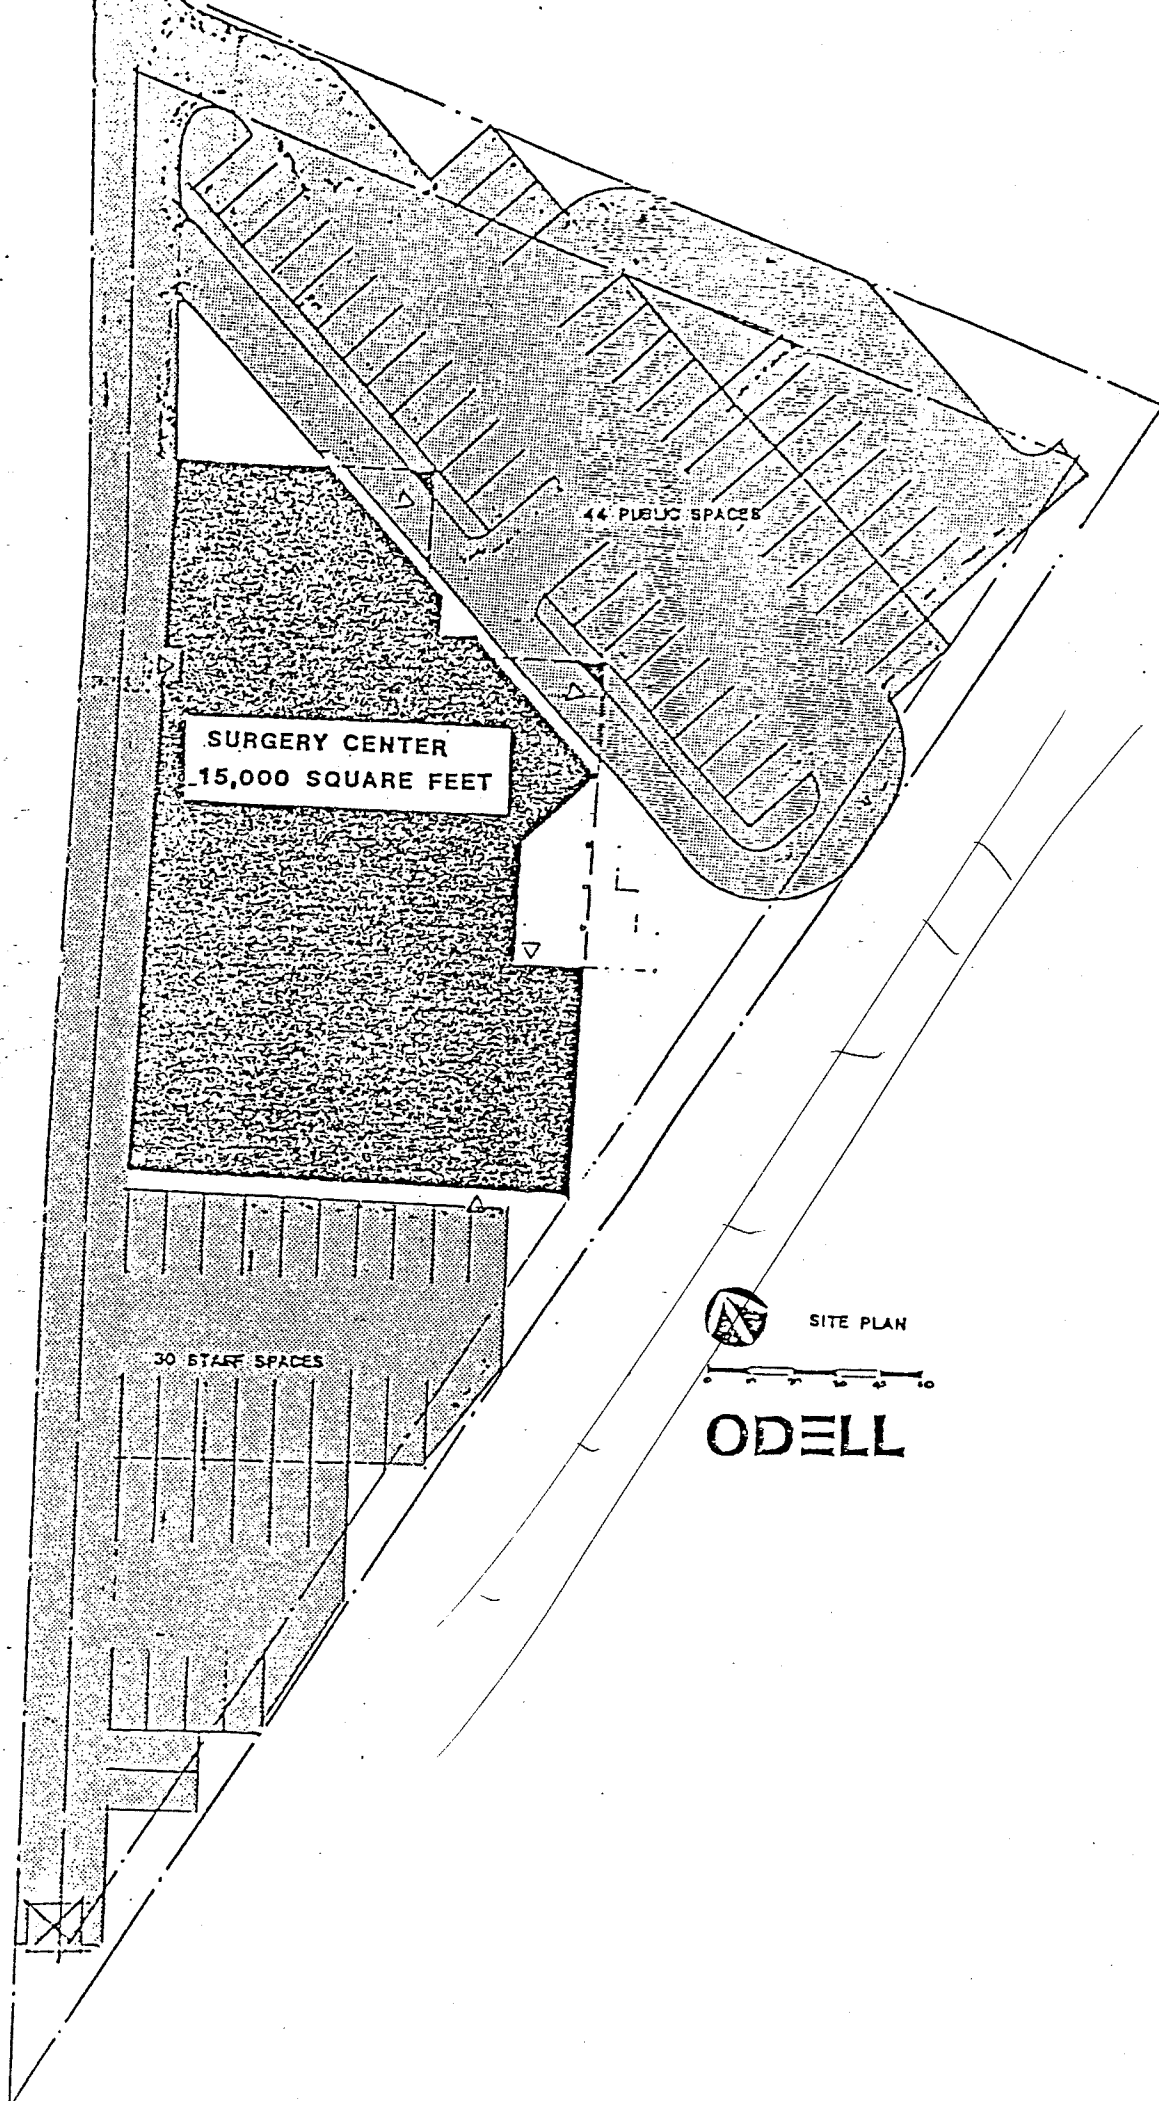 44 PUBLIC SPACES
SURGERY CENTER
15,000 SQUARE FEET
30 STAFF SPACES
SITE PLAN
ODELL